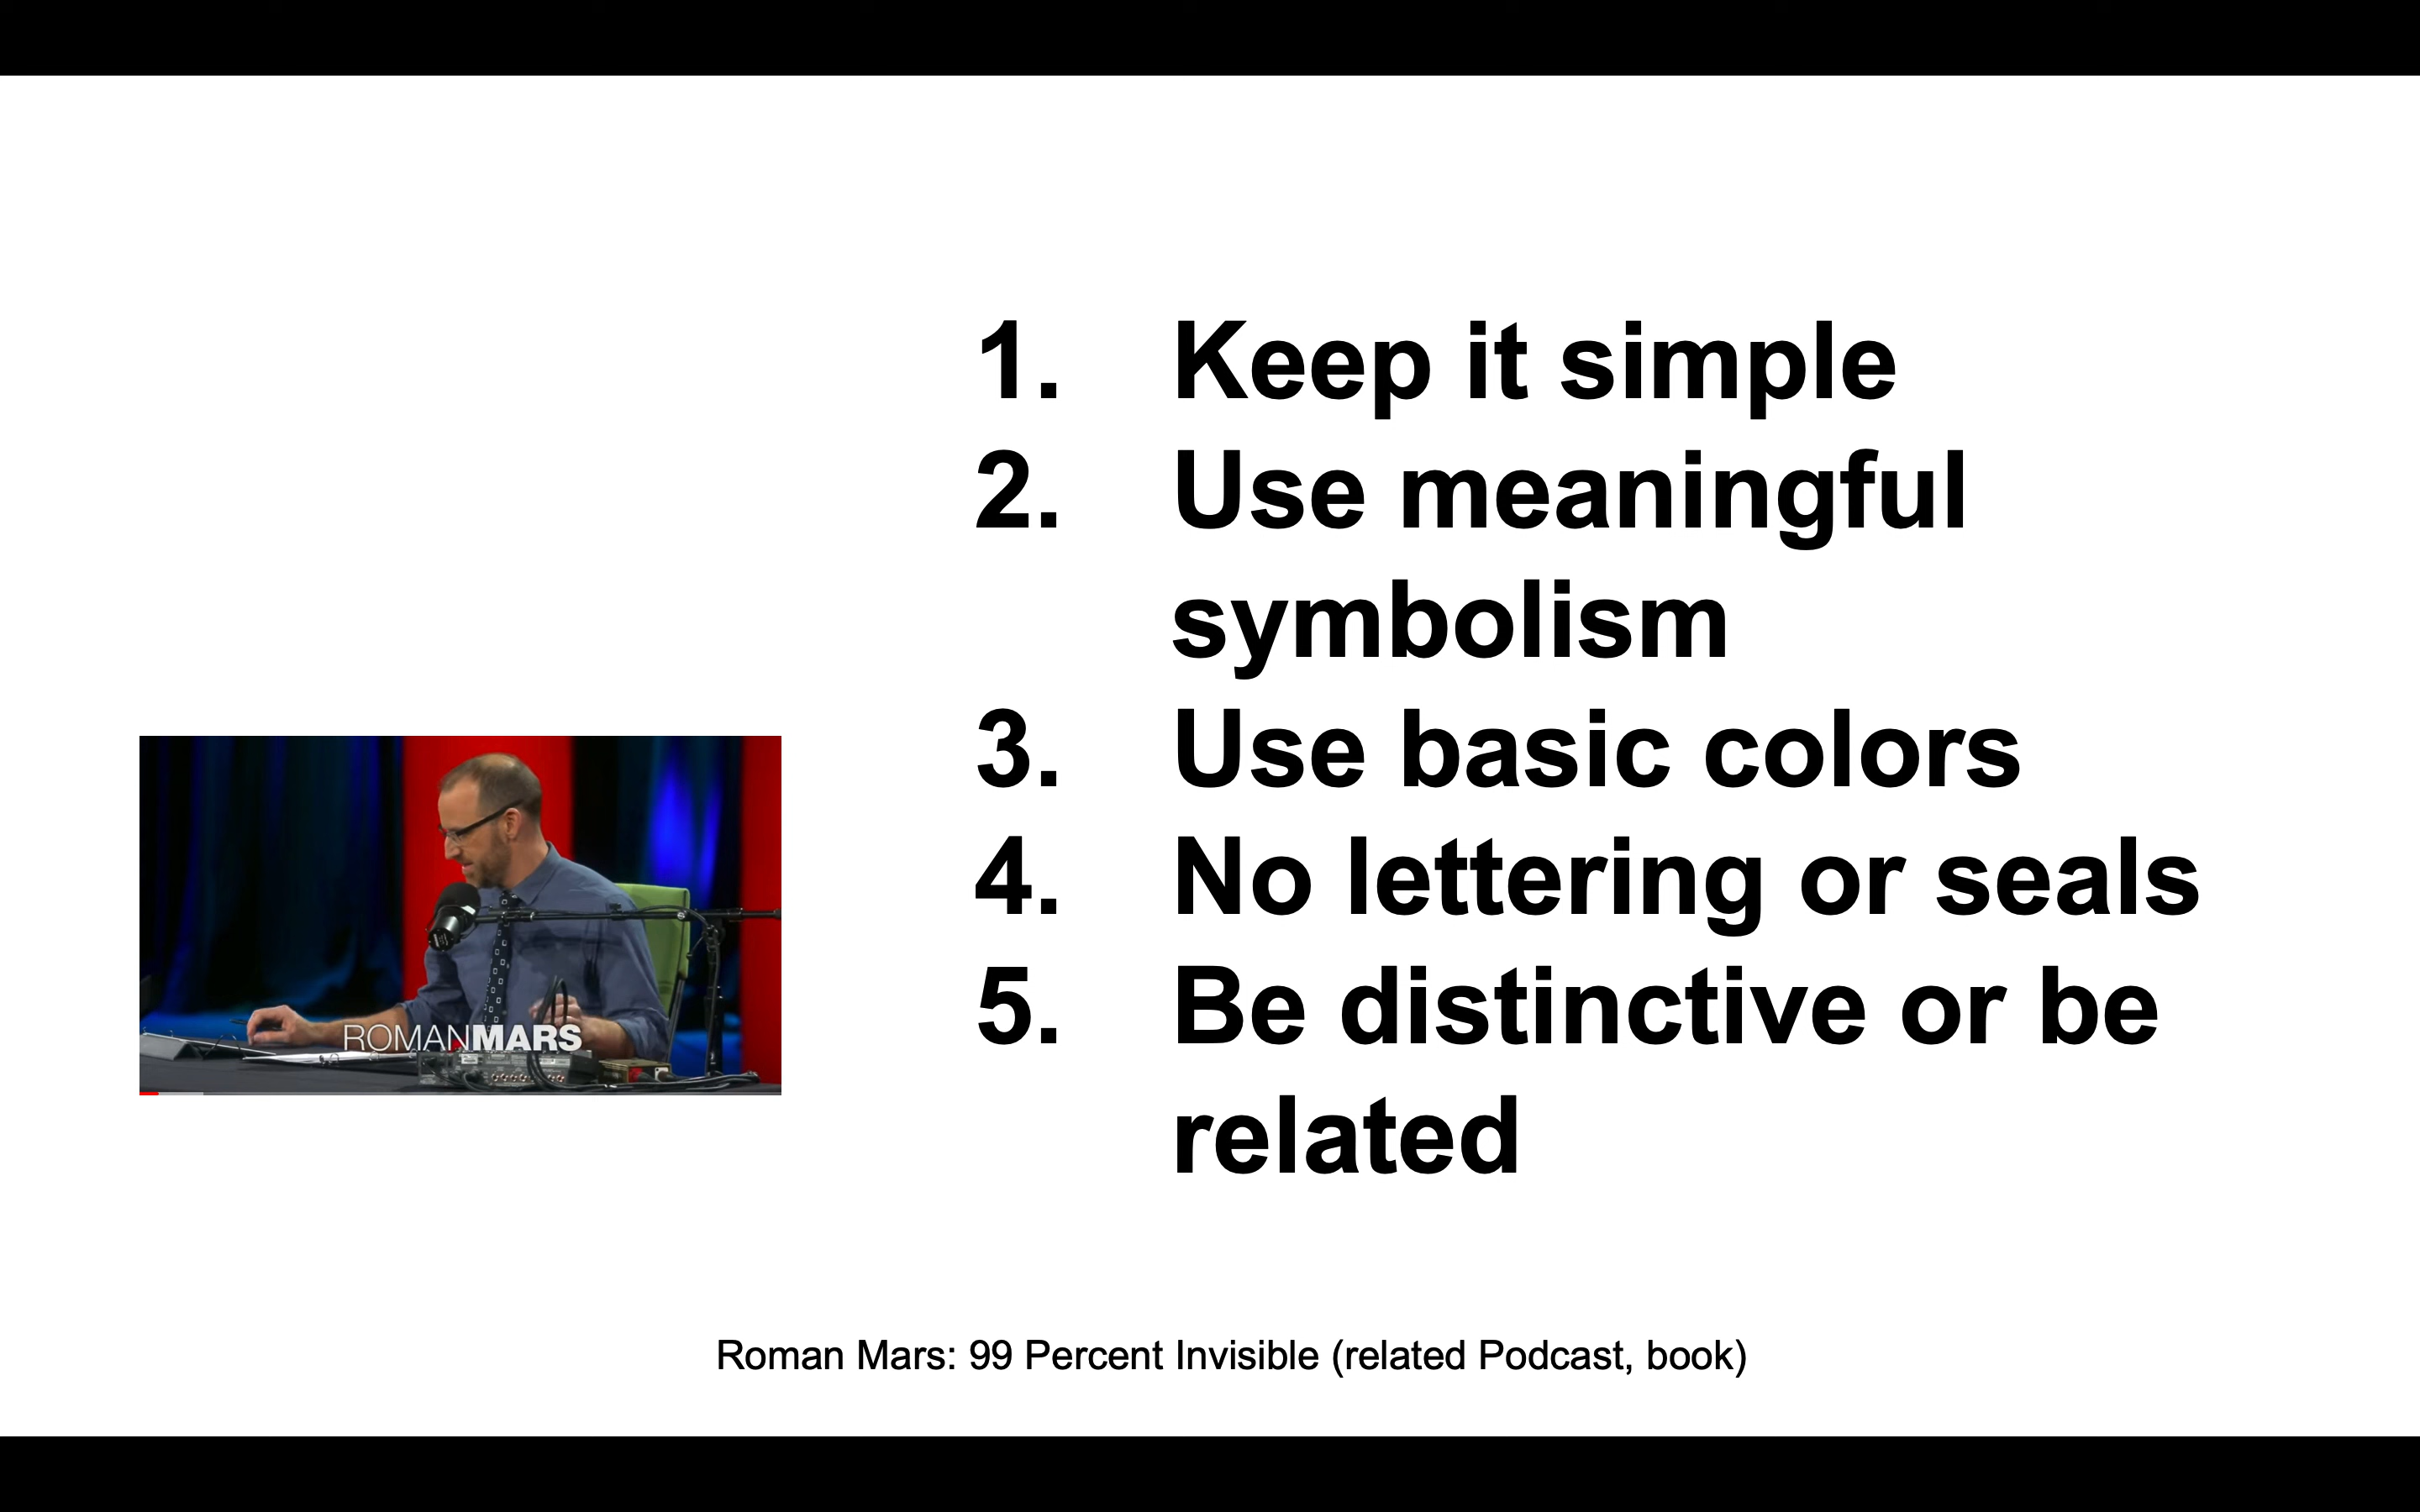 1. Keep it simple
2. Use meaningful
symbolism
3. Use basic colors
4. No lettering or seals
5. Be distinctive or be
related
ROMANMARS
Roman Mars: 99 Percent Invisible (related Podcast, book)